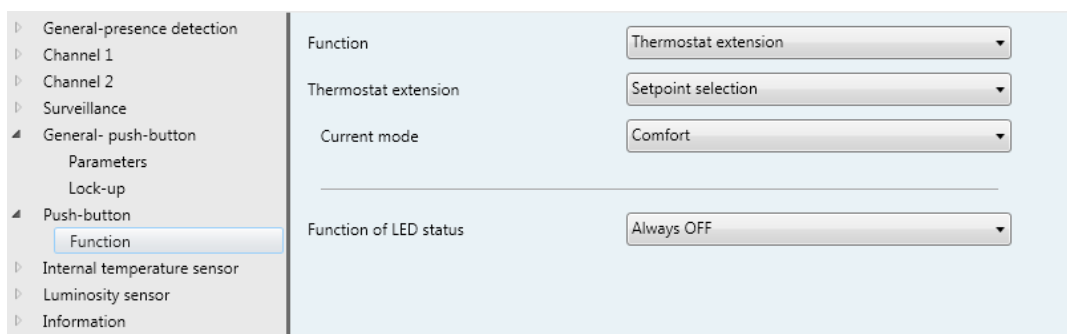 General-presence detection
Channel 1
Channel 2
Surveillance
General- push-button
Parameters
Lock-up
Push-button
Function
Internal temperature sensor
Luminosity sensor
Information
Function Thermostat extension
Thermostat extension Setpoint selection
Current mode Comfort
Function of LED status Always OFF